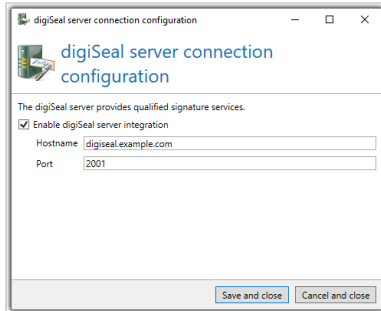 digiSeal server connection configuration
digiSeal server connection
configuration
The digiSeal server provides qualified signature services.
Enable digiSeal server integration
Hostname digiseal.example.com
Port 2001
Save and close Cancel and close